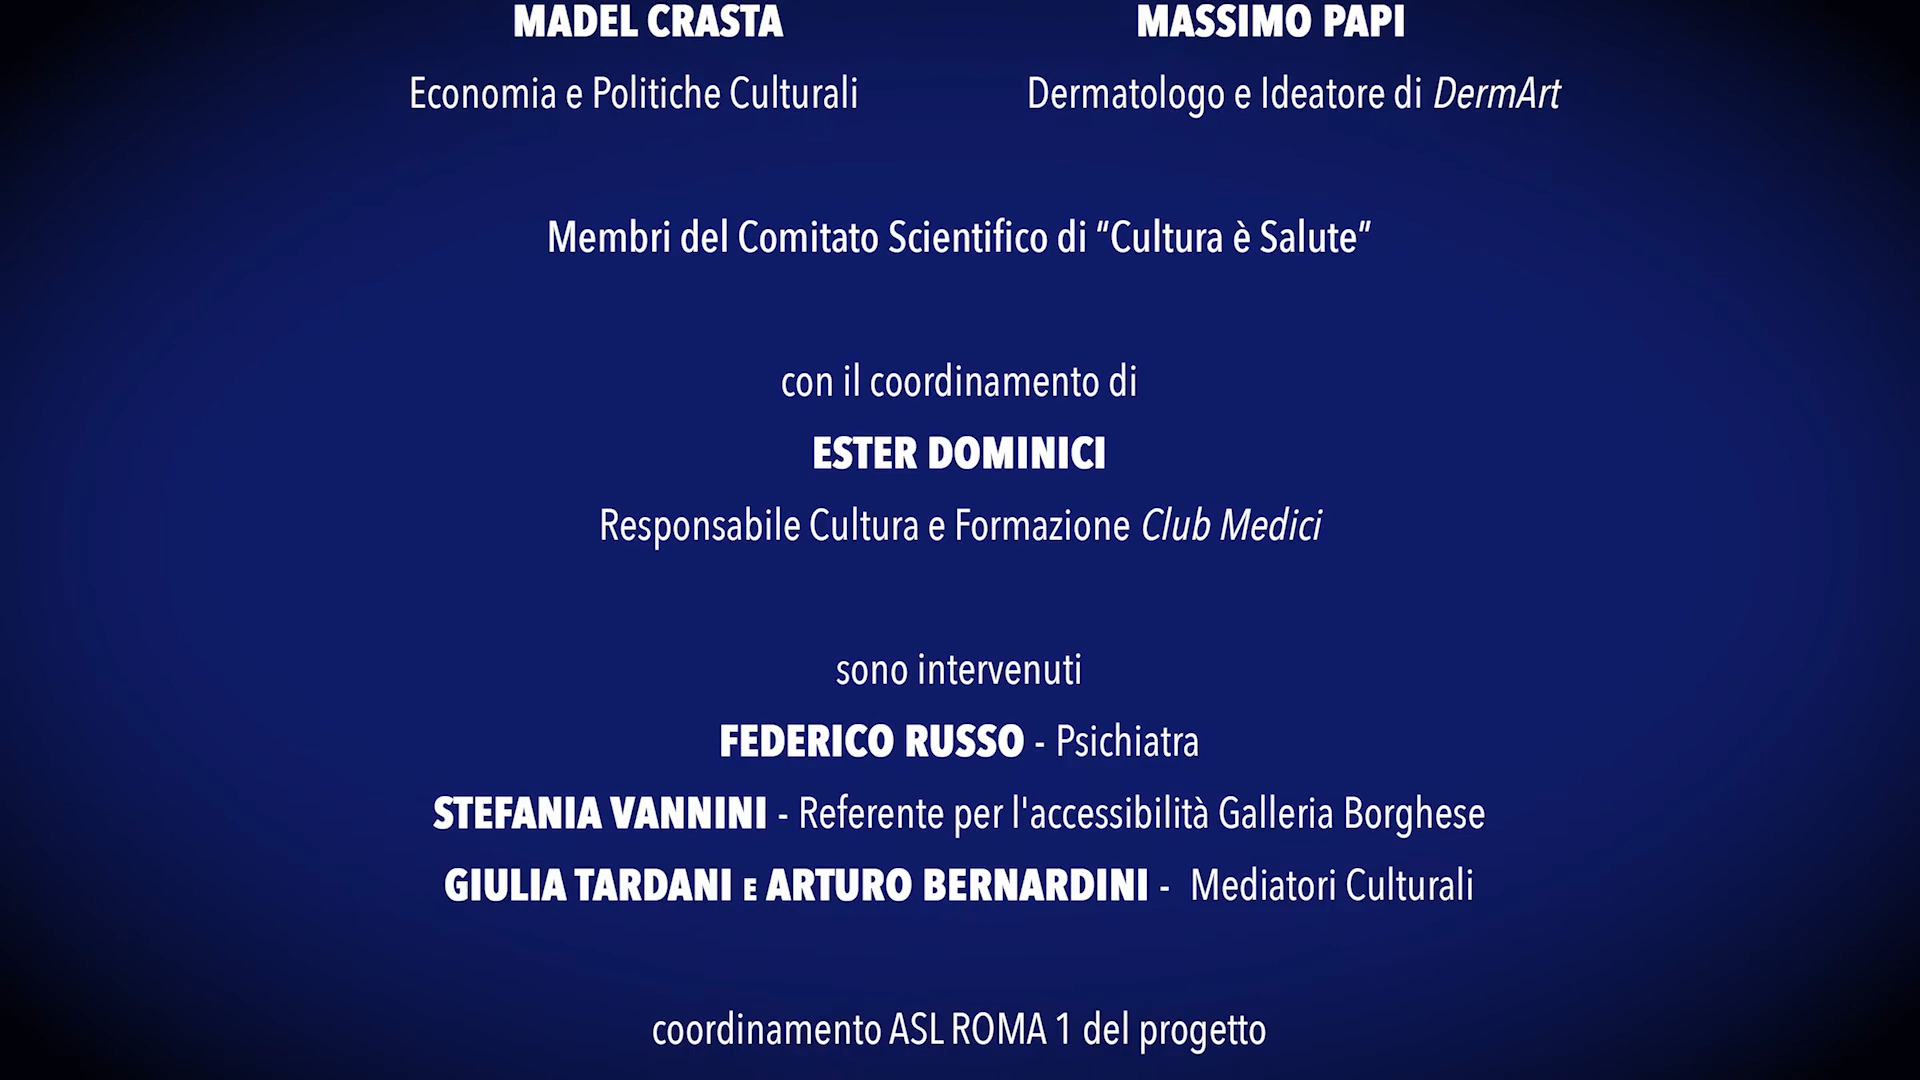 MADEL CRASTA
MASSIMO PAPI
Economia e Politiche Culturali
Dermatologo e Ideatore di DermArt
Membri del Comitato Scientifico di “Cultura è Salute”
con il coordinamento di
ESTER DOMINICI
Responsabile Cultura e Formazione Club Medici
sono intervenuti
FEDERICO RUSSO - Psichiatra
STEFANIA VANNINI - Referente per l'accessibilità Galleria Borghese
GIULIA TARDANI E ARTURO BERNARDINI - Mediatori Culturali
coordinamento ASL ROMA 1 del progetto